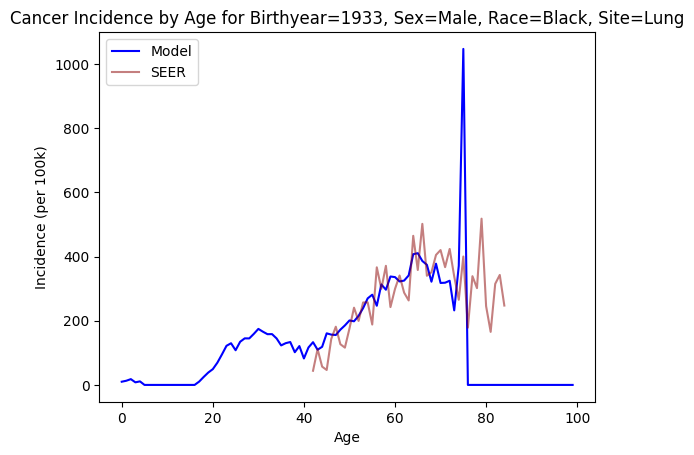 Cancer Incidence by Age for Birthyear=1933, Sex=Male, Race=Black, Site=Lung
Model
SEER
1000
800
600
400
200
0
Incidence (per 100k)
0 20 40 60 80 100
Age